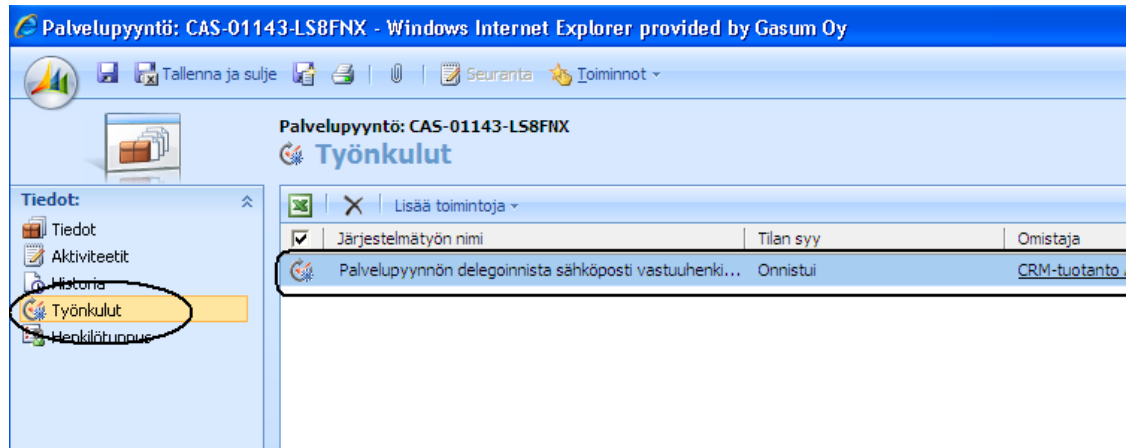 Palvelupyyntö: CAS-01143-LS8FNX - Windows Internet Explorer provided by Gasum Oy
Tallenna ja sulje Seuranta Toiminnot
Palvelupyyntö: CAS-01143-LS8FNX
Työnkulut
Tiedot:
Tiedot
Aktiviteetit
Historia
Työnkulut
Henkilötunnus
Lisää toimintoja
Järjestelmätyön nimi Tilan syy Omistaja
Palvelupyynnön delegoinnista sähköposti vastuuhenki... Onnistui CRM-tuotanto